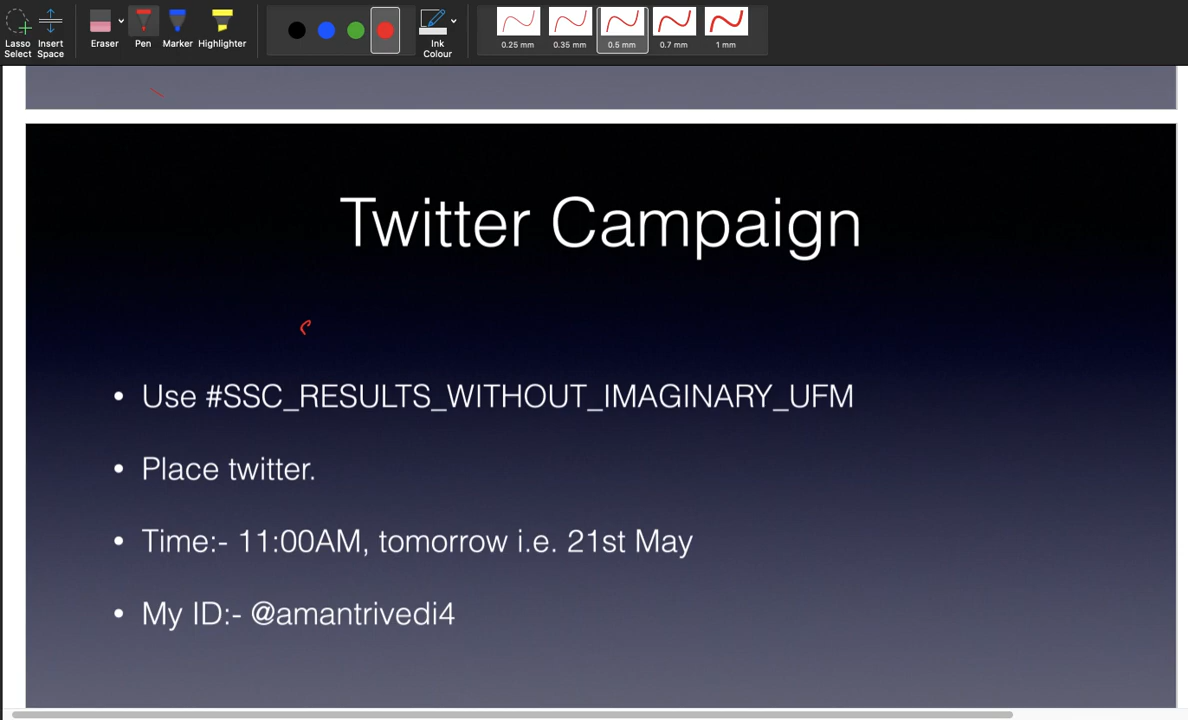 Lasso Select
Insert Space
Eraser
Pen
Marker
Highlighter
Ink Colour
0.25 mm
0.35 mm
0.5 mm
0.7 mm
1 mm
Twitter Campaign
• Use #SSC_RESULTS_WITHOUT_IMAGINARY_UFM
• Place twitter.
• Time:- 11:00AM, tomorrow i.e. 21st May
• My ID:- @amantrivedi4